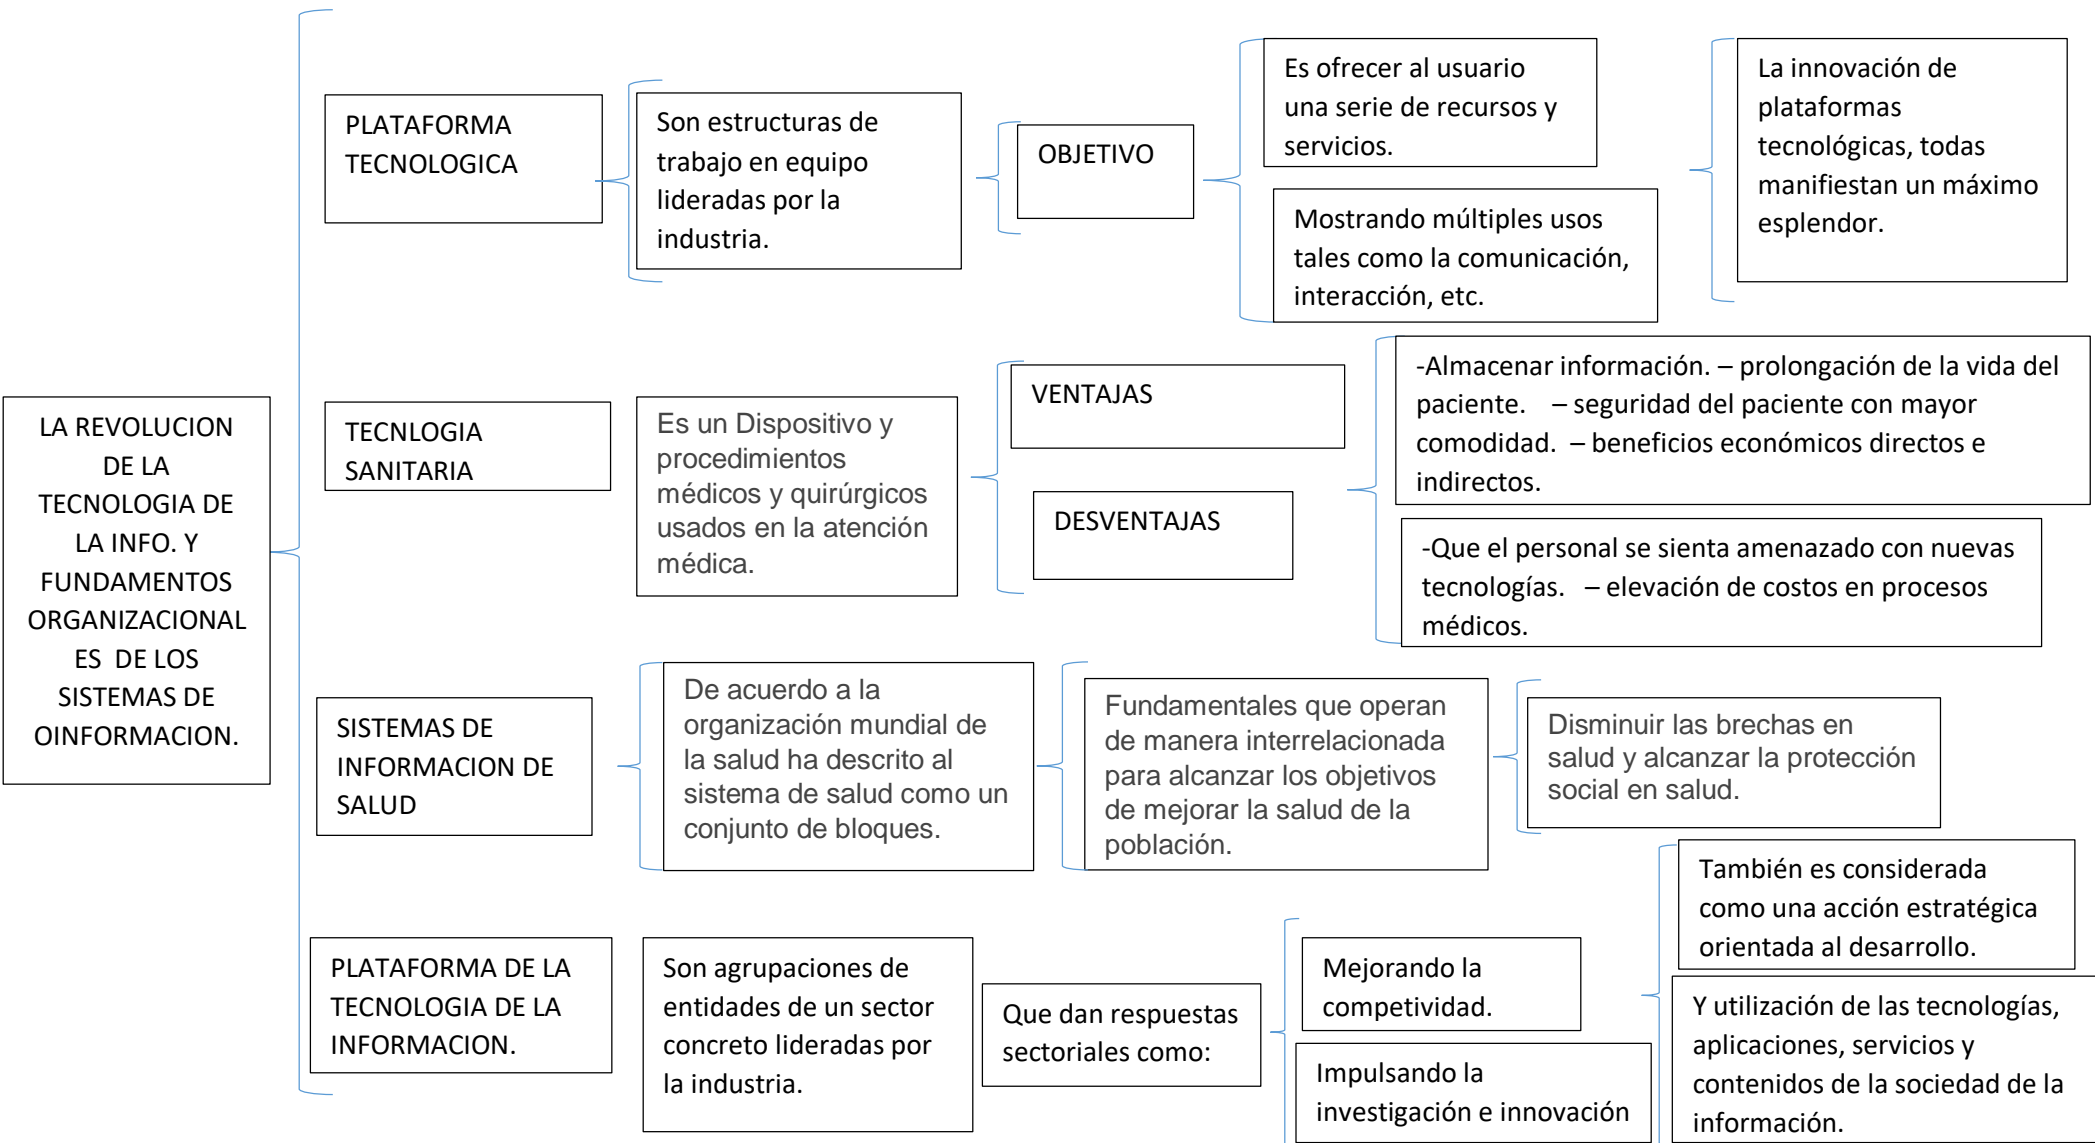 LA REVOLUCION
DE LA
TECNOLOGIA DE
LA INFO. Y
FUNDAMENTOS
ORGANIZACIONAL
ES DE LOS
SISTEMAS DE
OINFORMACION.
PLATAFORMA
TECNOLOGICA
Son estructuras de
trabajo en equipo
lideradas por la
industria.
OBJETIVO
Es ofrecer al usuario
una serie de recursos y
servicios.
Mostrando múltiples usos
tales como la comunicación,
interacción, etc.
La innovación de
plataformas
tecnológicas, todas
manifiestan un máximo
esplendor.
TECNLOGIA
SANITARIA
Es un Dispositivo y
procedimientos
médicos y quirúrgicos
usados en la atención
médica.
VENTAJAS
DESVENTAJAS
-Almacenar información. – prolongación de la vida del
paciente. – seguridad del paciente con mayor
comodidad. – beneficios económicos directos e
indirectos.
-Que el personal se sienta amenazado con nuevas
tecnologías. – elevación de costos en procesos
médicos.
SISTEMAS DE
INFORMACION DE
SALUD
De acuerdo a la
organización mundial de
la salud ha descrito al
sistema de salud como un
conjunto de bloques.
Fundamentales que operan
de manera interrelacionada
para alcanzar los objetivos
de mejorar la salud de la
población.
Disminuir las brechas en
salud y alcanzar la protección
social en salud.
PLATAFORMA DE LA
TECNOLOGIA DE LA
INFORMACION.
Son agrupaciones de
entidades de un sector
concreto lideradas por
la industria.
Que dan respuestas
sectoriales como:
Mejorando la
competividad.
Impulsando la
investigación e innovación
También es considerada
como una acción estratégica
orientada al desarrollo.
Y utilización de las tecnologías,
aplicaciones, servicios y
contenidos de la sociedad de la
información.